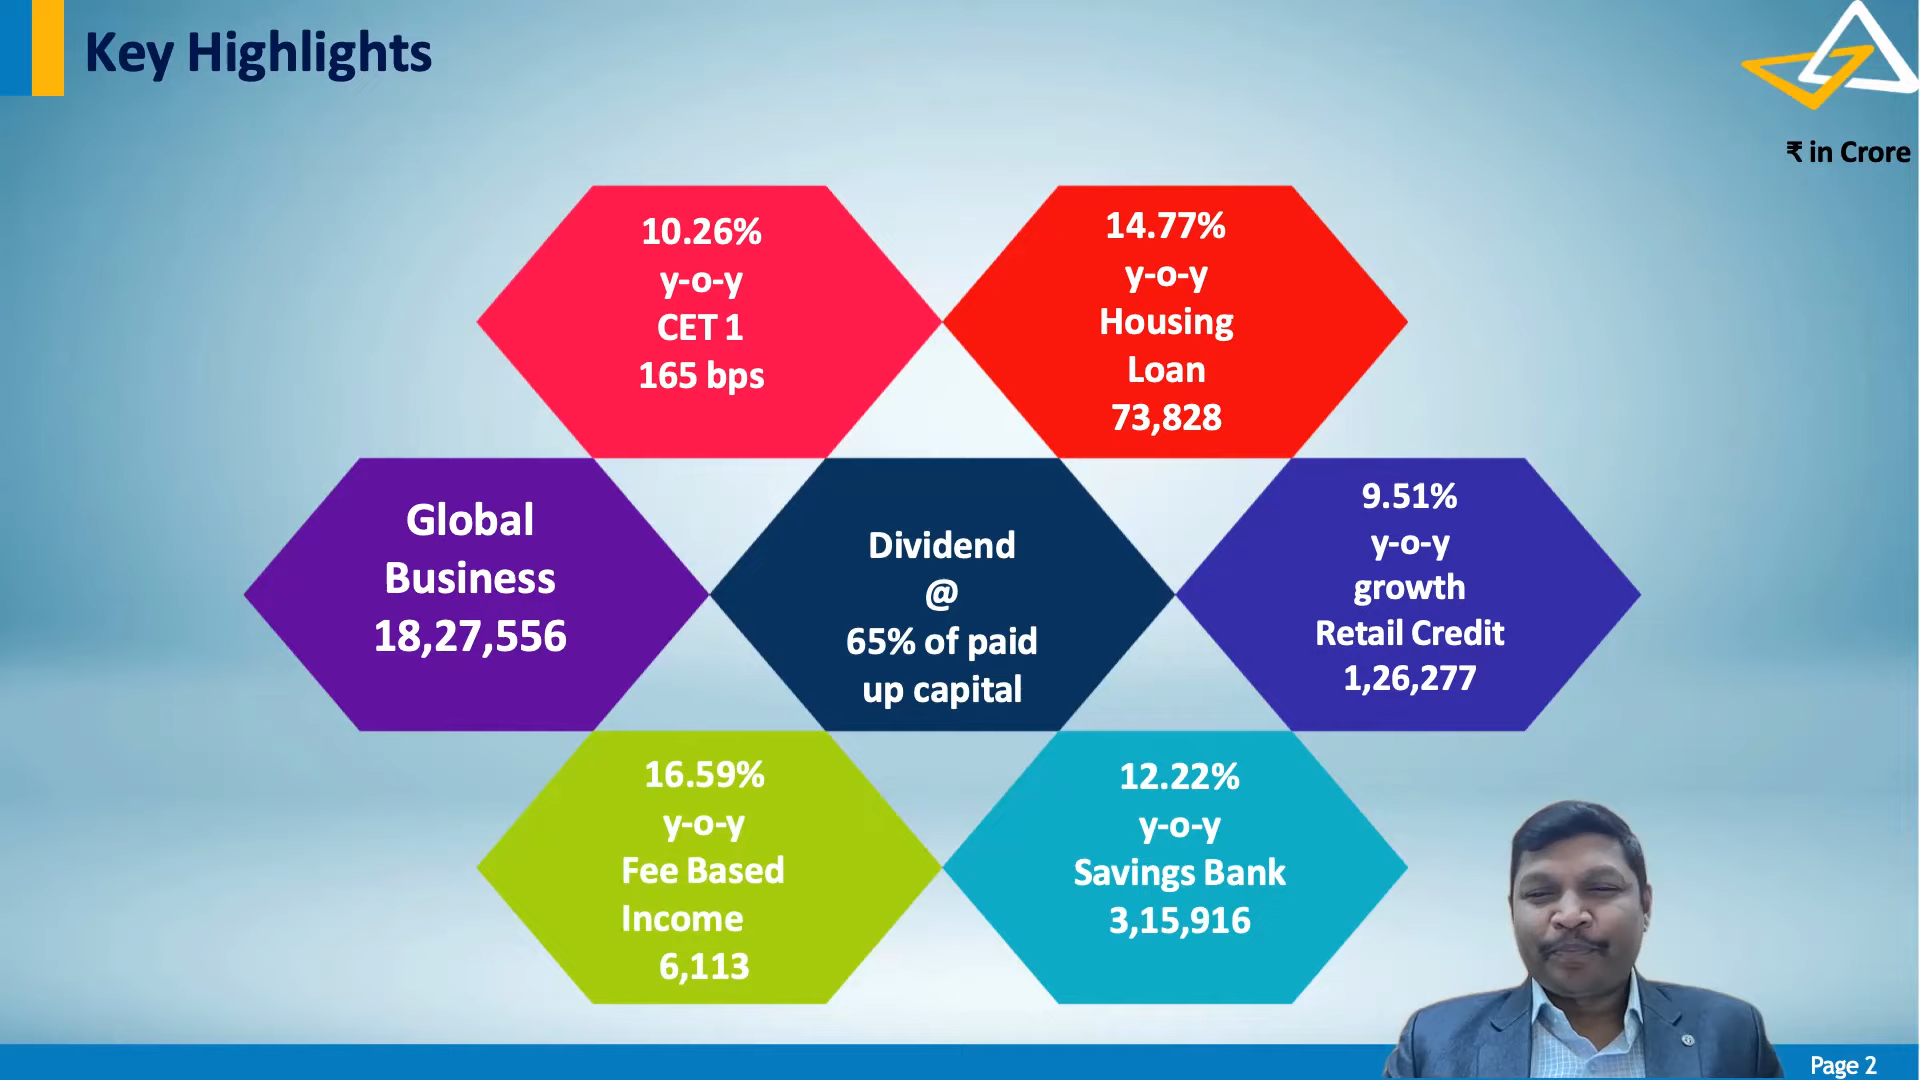 Key Highlights
₹ in Crore
10.26%
y-o-y
CET 1
165 bps
14.77%
y-o-y
Housing
Loan
73,828
Global
Business
18,27,556
Dividend
@
65% of paid
up capital
9.51%
y-o-y
growth
Retail Credit
1,26,277
16.59%
y-o-y
Fee Based
Income
6,113
12.22%
y-o-y
Savings Bank
3,15,916
Page 2